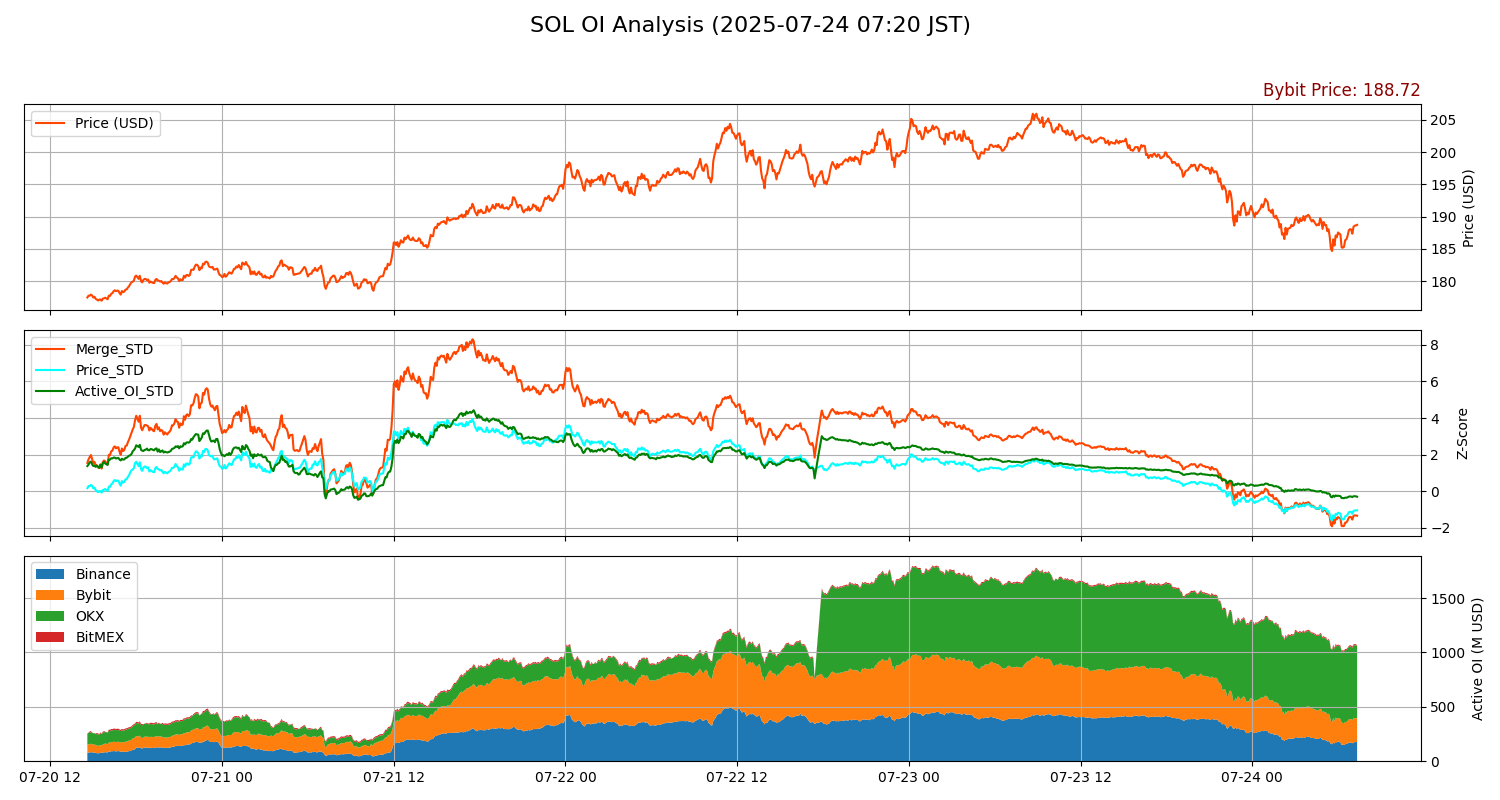 SOL OI Analysis (2025-07-24 07:20 JST)
Bybit Price: 188.72
Price (USD)
205
200
195
190
185
180
Price (USD)
Merge_STD
Price_STD
Active_OI_STD
8
6
4
2
0
−2
Z-Score
Binance
Bybit
OKX
BitMEX
1500
1000
500
0
Active OI (M USD)
07-20 12
07-21 00
07-21 12
07-22 00
07-22 12
07-23 00
07-23 12
07-24 00